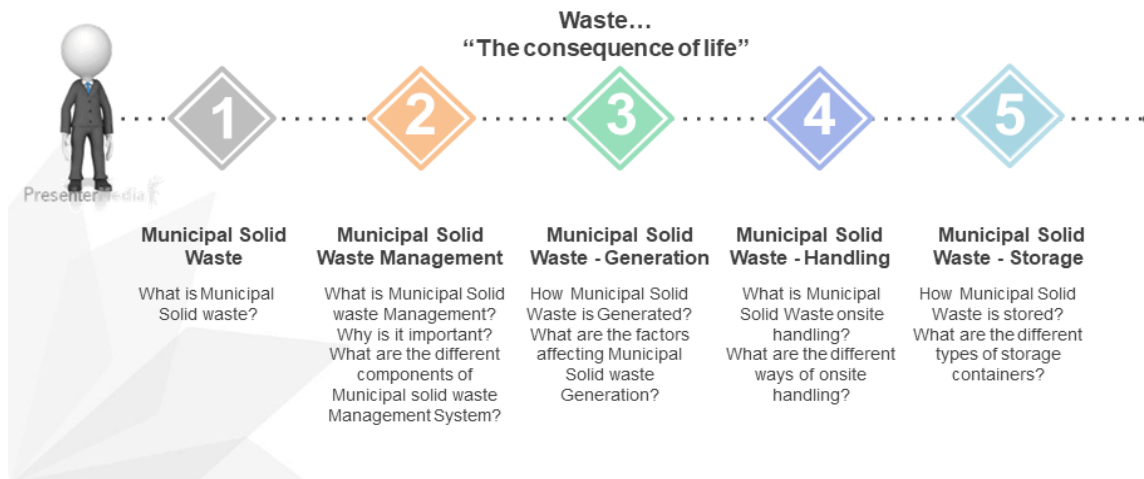 Waste…
“The consequence of life”
1
2
3
4
5
PresenterMedia
Municipal Solid
Waste
What is Municipal
Solid waste?
Municipal Solid
Waste Management
What is Municipal Solid
waste Management?
Why is it important?
What are the different
components of
Municipal solid waste
Management System?
Municipal Solid
Waste - Generation
How Municipal Solid
Waste is Generated?
What are the factors
affecting Municipal
Solid waste
Generation?
Municipal Solid
Waste - Handling
What is Municipal
Solid Waste onsite
handling?
What are the different
ways of onsite
handling?
Municipal Solid
Waste - Storage
How Municipal Solid
Waste is stored?
What are the different
types of storage
containers?